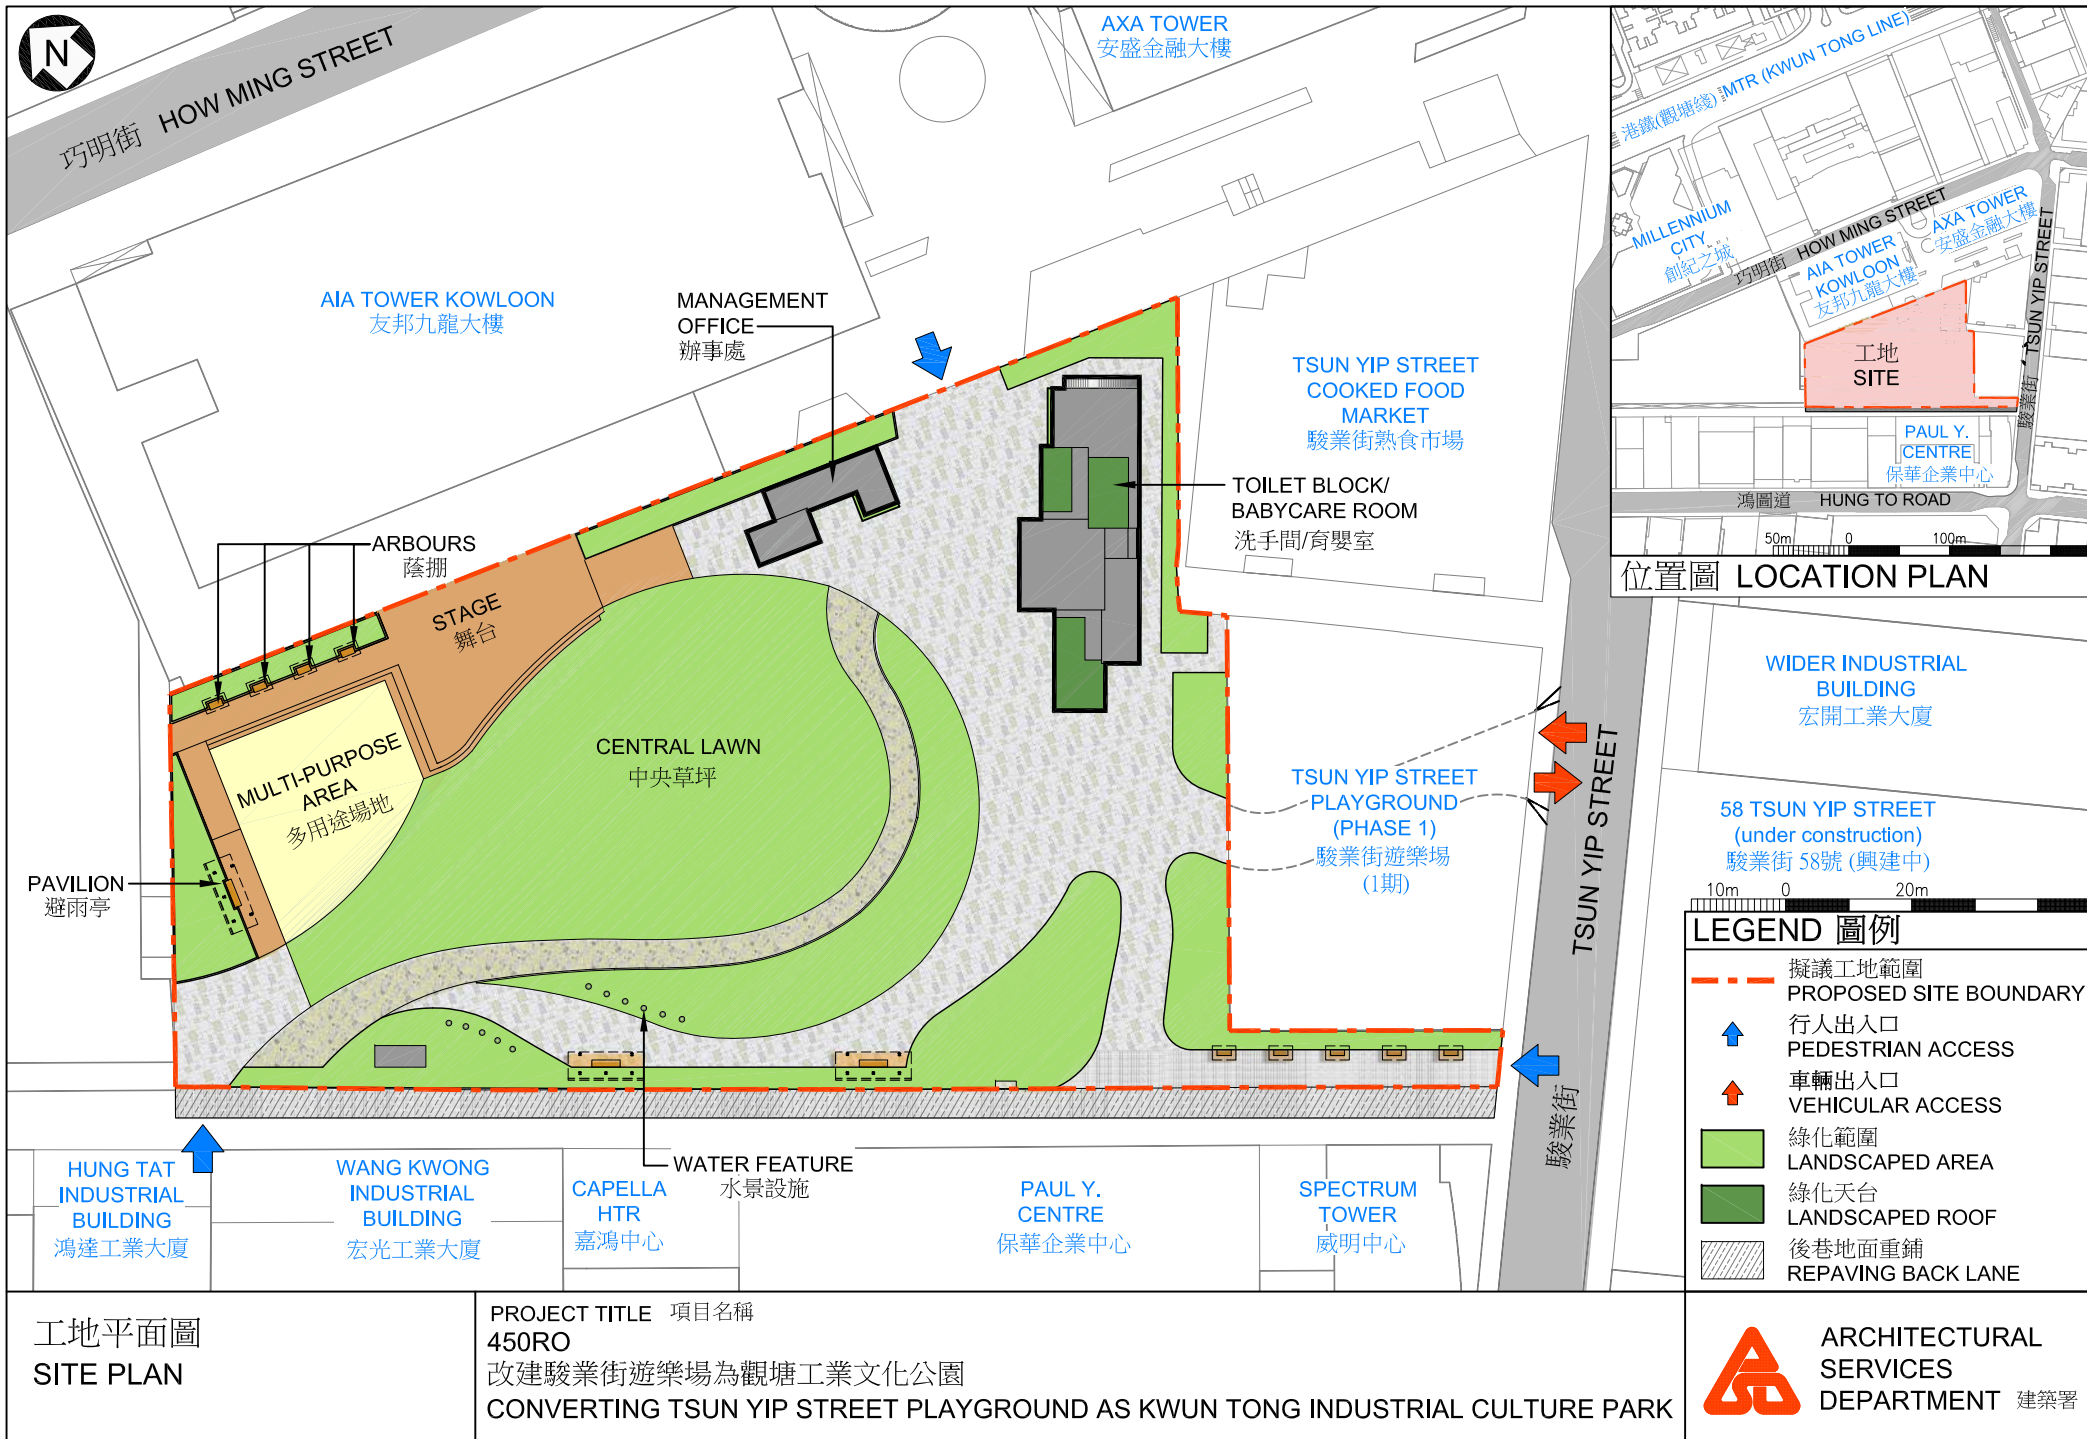 N
巧明街 HOW MING STREET
AXA TOWER
安盛金融大樓
AIA TOWER KOWLOON
友邦九龍大樓
MANAGEMENT
OFFICE
辦事處
TSUN YIP STREET
COOKED FOOD
MARKET
駿業街熟食市場
TOILET BLOCK/
BABYCARE ROOM
洗手間/育嬰室
ARBOURS
蔭棚
STAGE
舞台
MULTI-PURPOSE
AREA
多用途場地
CENTRAL LAWN
中央草坪
PAVILION
避雨亭
TSUN YIP STREET
PLAYGROUND
(PHASE 1)
駿業街遊樂場
(1期)
TSUN YIP STREET
駿業街
WIDER INDUSTRIAL
BUILDING
宏開工業大廈
58 TSUN YIP STREET
(under construction)
駿業街 58號 (興建中)
WATER FEATURE
水景設施
HUNG TAT
INDUSTRIAL
BUILDING
鴻達工業大廈
WANG KWONG
INDUSTRIAL
BUILDING
宏光工業大廈
CAPELLA
HTR
嘉鴻中心
PAUL Y.
CENTRE
保華企業中心
SPECTRUM
TOWER
威明中心
港鐵(觀塘綫) MTR (KWUN TONG LINE)
MILLENNIUM
CITY
創紀之城
巧明街 HOW MING STREET
AXA TOWER
安盛金融大樓
AIA TOWER
KOWLOON
友邦九龍大樓
駿業街 TSUN YIP STREET
工地
SITE
PAUL Y.
CENTRE
保華企業中心
鴻圖道 HUNG TO ROAD
50m 0 100m
位置圖 LOCATION PLAN
10m 0 20m
LEGEND 圖例
擬議工地範圍
PROPOSED SITE BOUNDARY
行人出入口
PEDESTRIAN ACCESS
車輛出入口
VEHICULAR ACCESS
綠化範圍
LANDSCAPED AREA
綠化天台
LANDSCAPED ROOF
後巷地面重鋪
REPAVING BACK LANE
工地平面圖
SITE PLAN
PROJECT TITLE 項目名稱
450RO
改建駿業街遊樂場為觀塘工業文化公園
CONVERTING TSUN YIP STREET PLAYGROUND AS KWUN TONG INDUSTRIAL CULTURE PARK
ARCHITECTURAL
SERVICES
DEPARTMENT 建築署